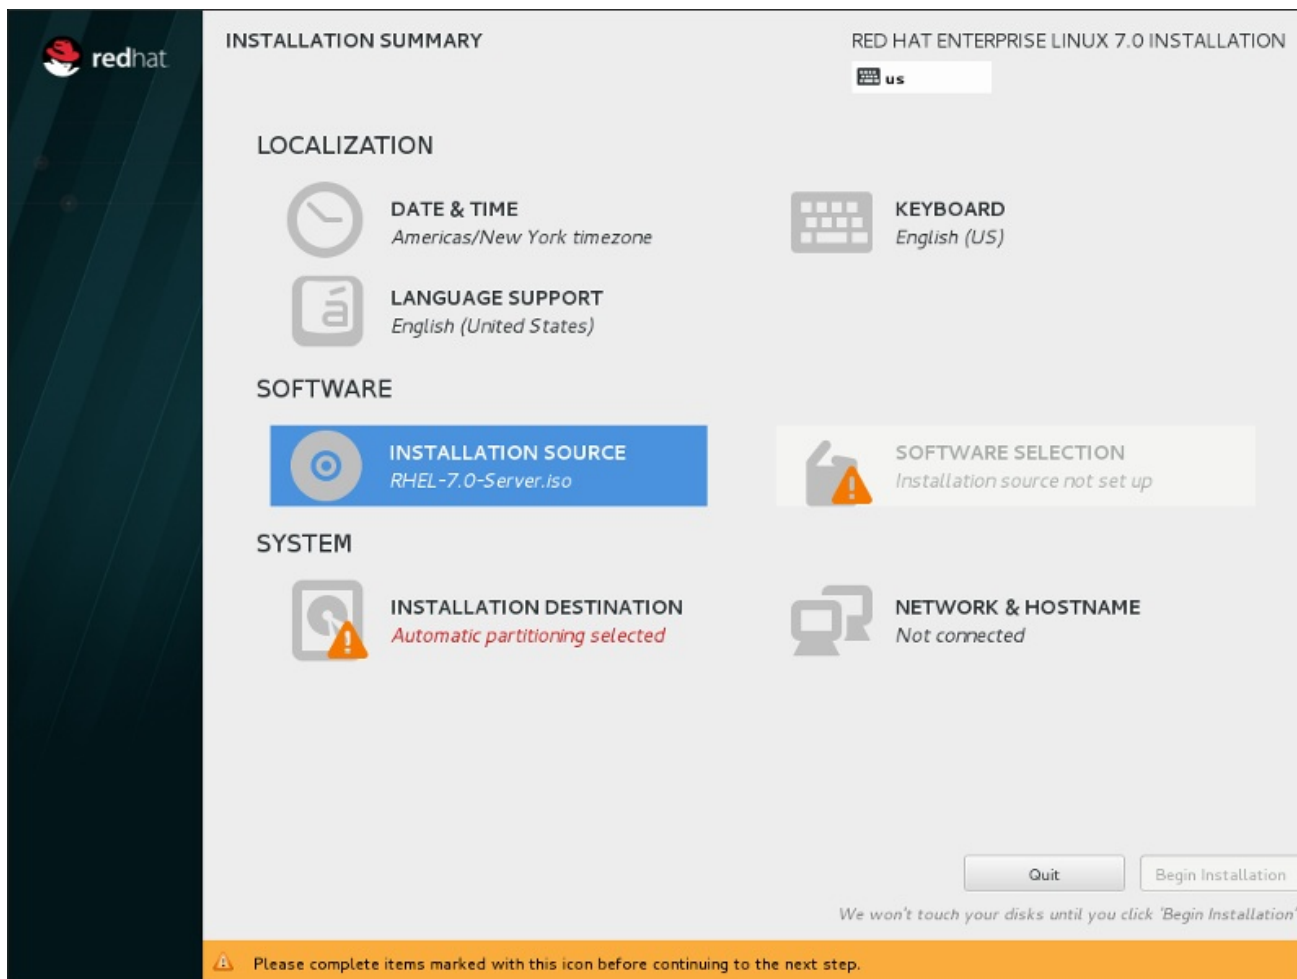 redhat.
INSTALLATION SUMMARY
RED HAT ENTERPRISE LINUX 7.0 INSTALLATION
us
LOCALIZATION
DATE & TIME
Americas/New York timezone
KEYBOARD
English (US)
LANGUAGE SUPPORT
á
English (United States)
SOFTWARE
INSTALLATION SOURCE
RHEL-7.0-Server.iso
SOFTWARE SELECTION
Installation source not set up
SYSTEM
INSTALLATION DESTINATION
Automatic partitioning selected
NETWORK & HOSTNAME
Not connected
Quit
Begin Installation
We won't touch your disks until you click 'Begin Installation'
Please complete items marked with this icon before continuing to the next step.